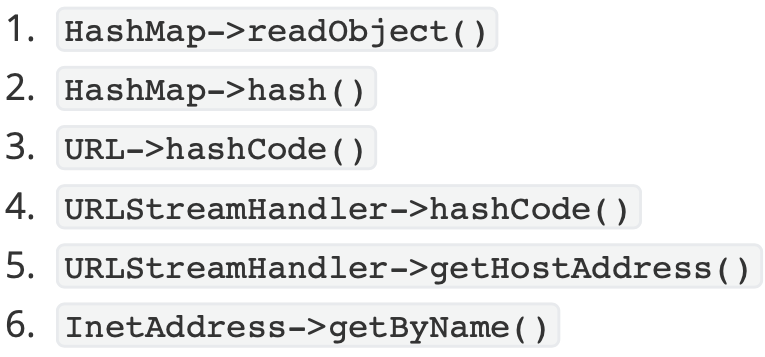 1. HashMap->readObject()
2. HashMap->hash()
3. URL->hashCode()
4. URLStreamHandler->hashCode()
5. URLStreamHandler->getHostAddress()
6. InetAddress->getByName()